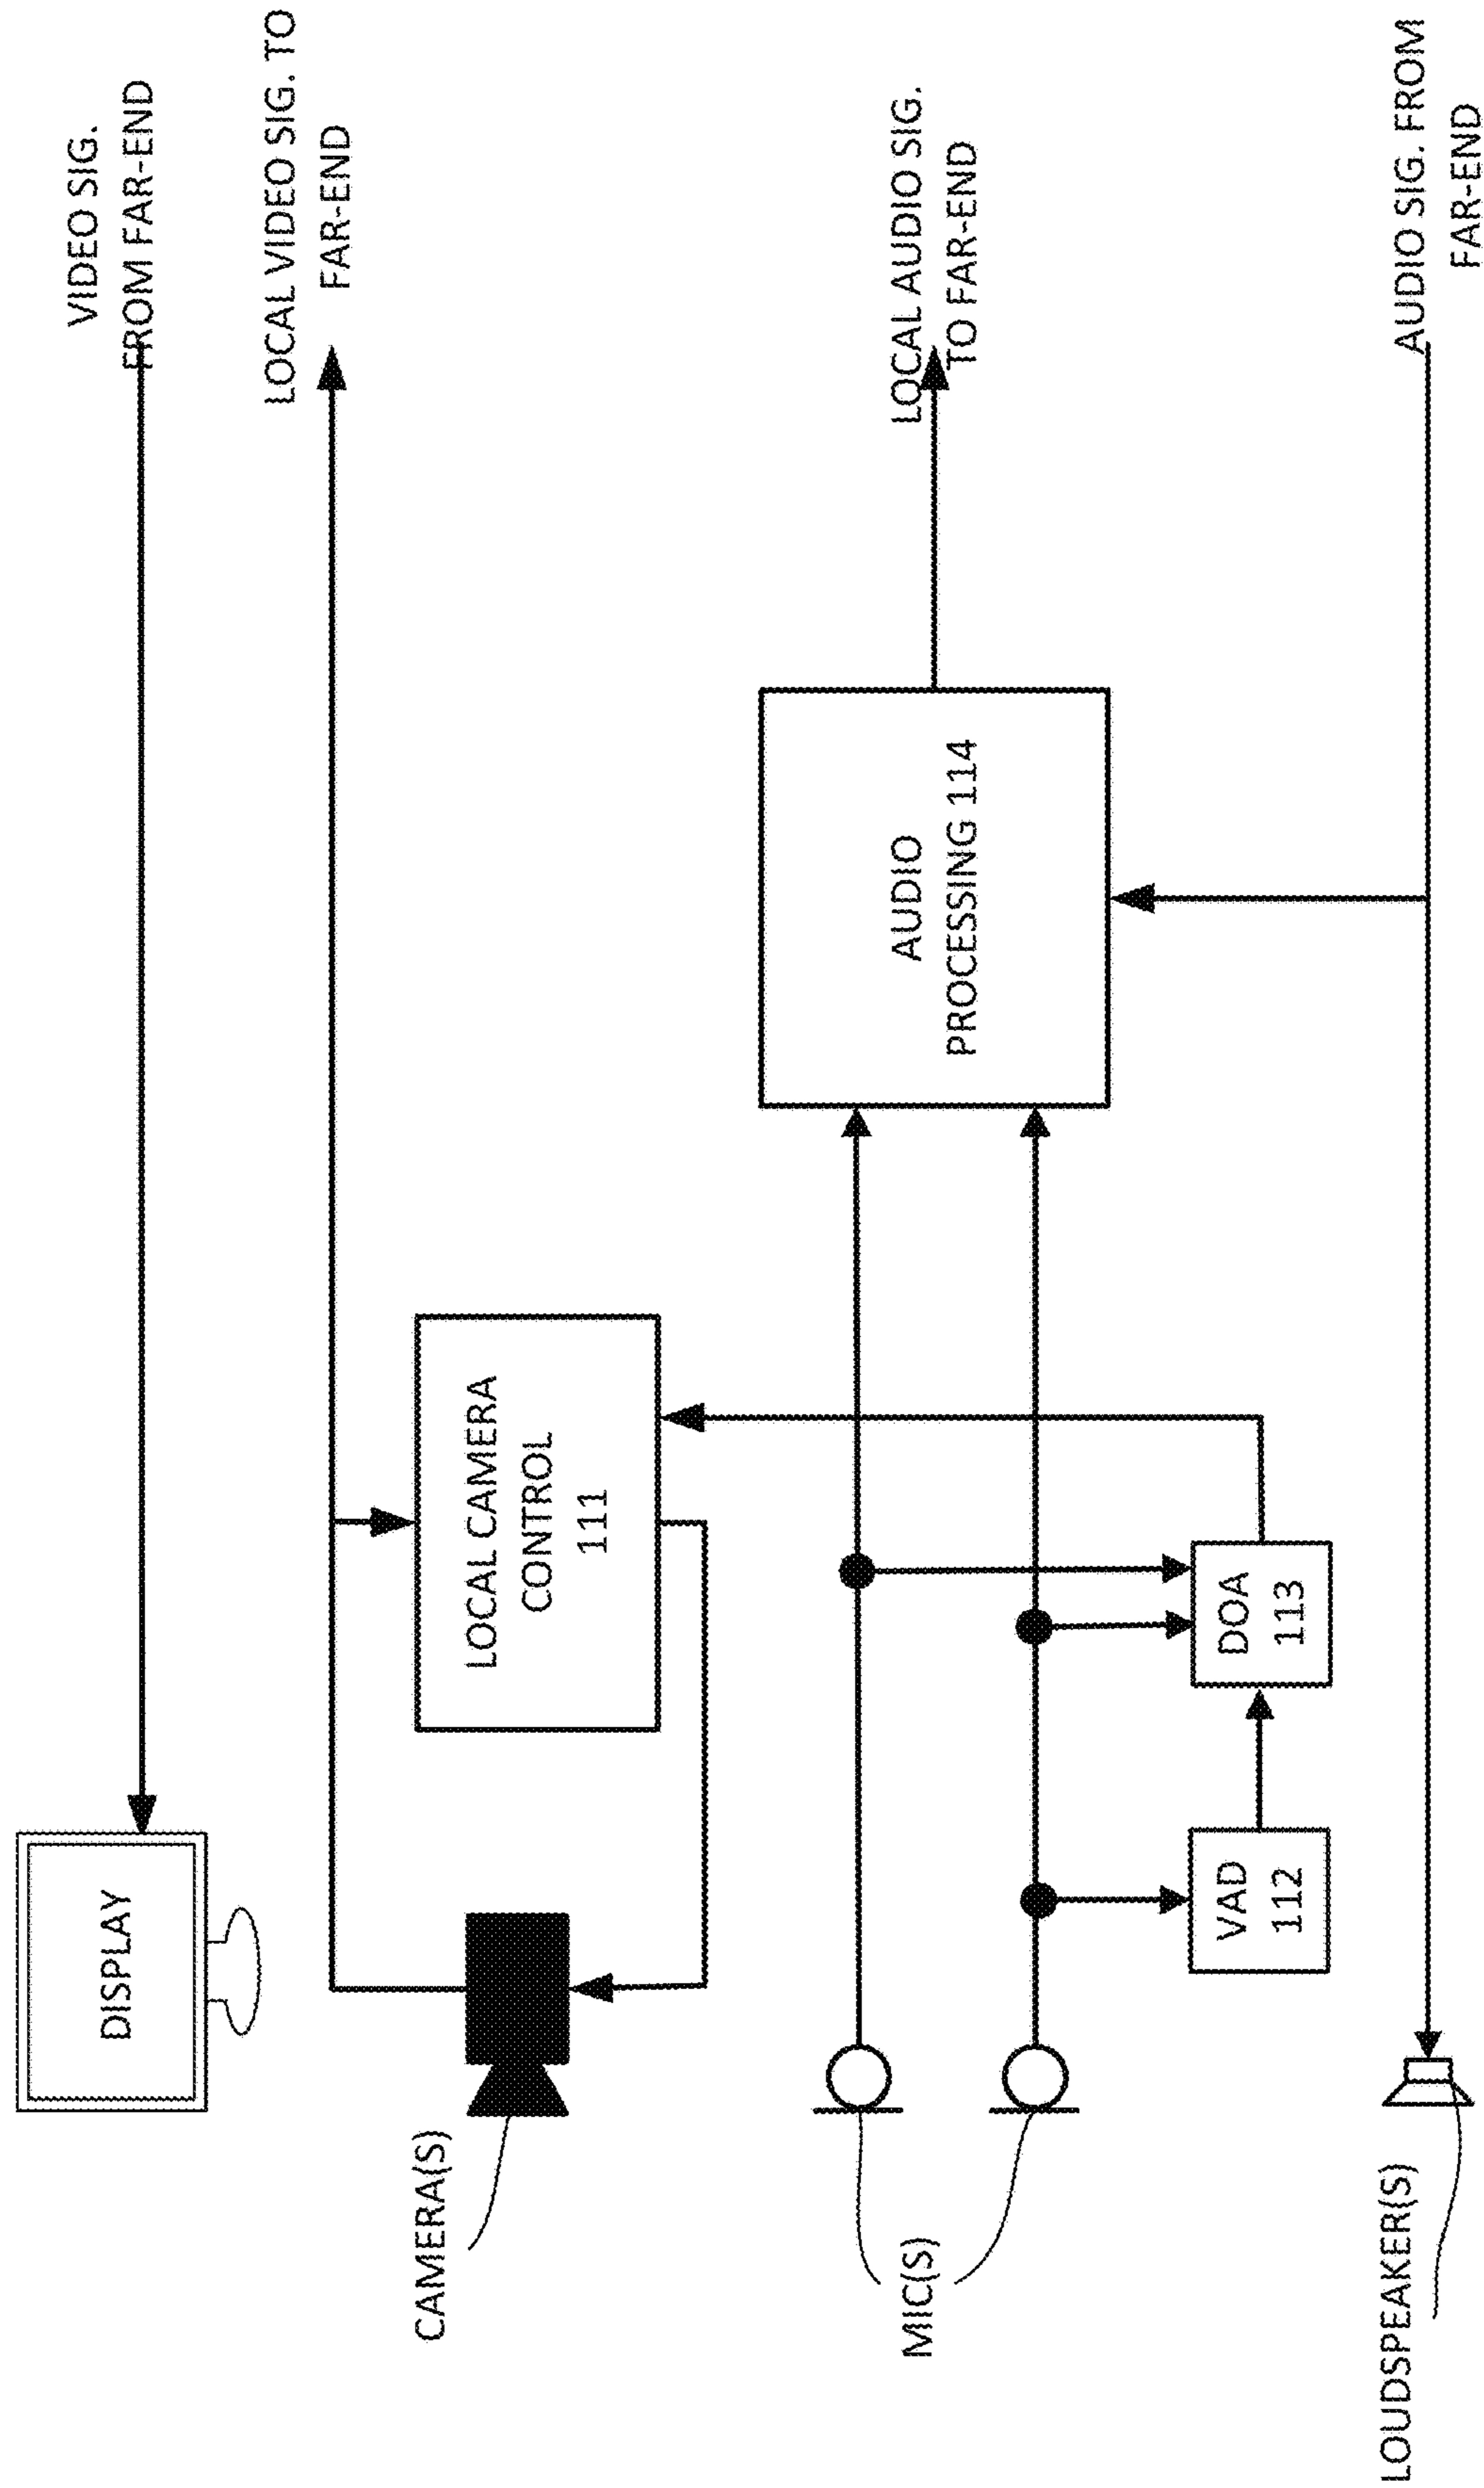 DISPLAY
VIDEO SIG.
FROM FAR-END
LOCAL VIDEO SIG. TO
FAR-END
CAMERA(S)
LOCAL CAMERA
CONTROL
111
MIC(S)
AUDIO
PROCESSING 114
LOCAL AUDIO SIG.
TO FAR-END
VAD
112
DOA
113
LOUDSPEAKER(S)
AUDIO SIG. FROM
FAR-END